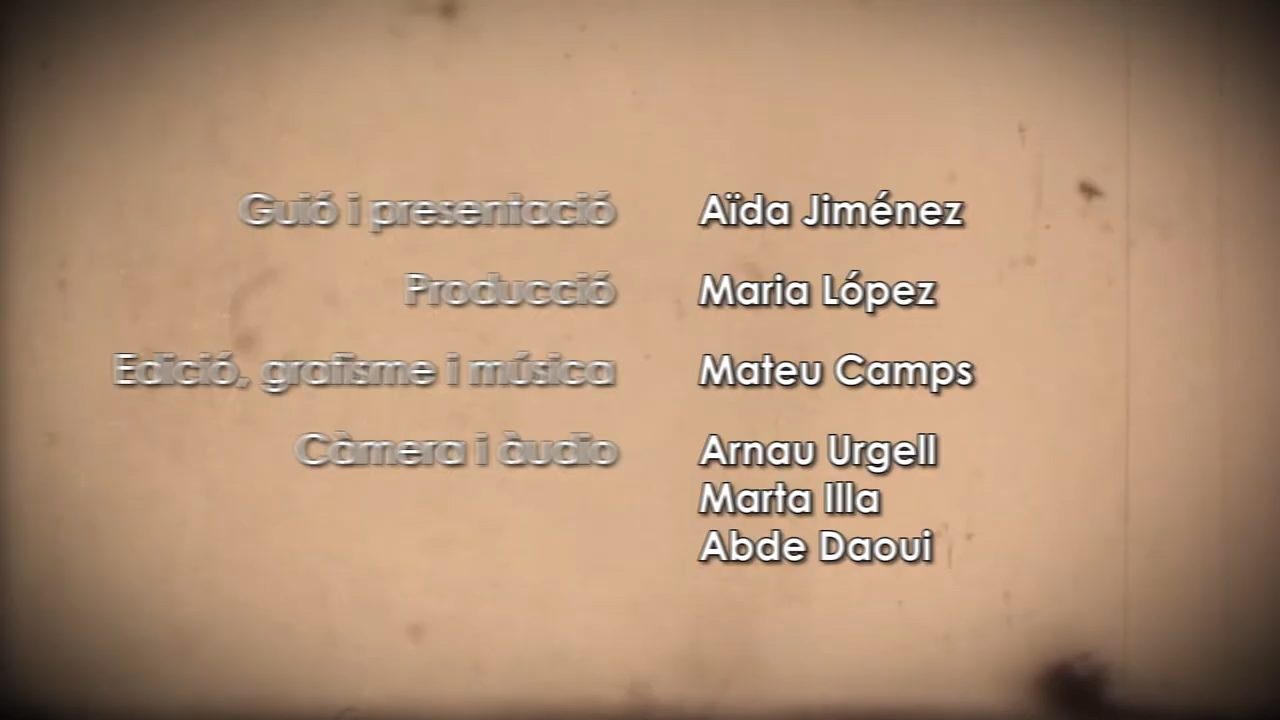 Guió i presentació Aïda Jiménez
Producció Maria López
Edició, grafisme i música Mateu Camps
Càmera i àudio Arnau Urgell
Marta Illa
Abde Daoui